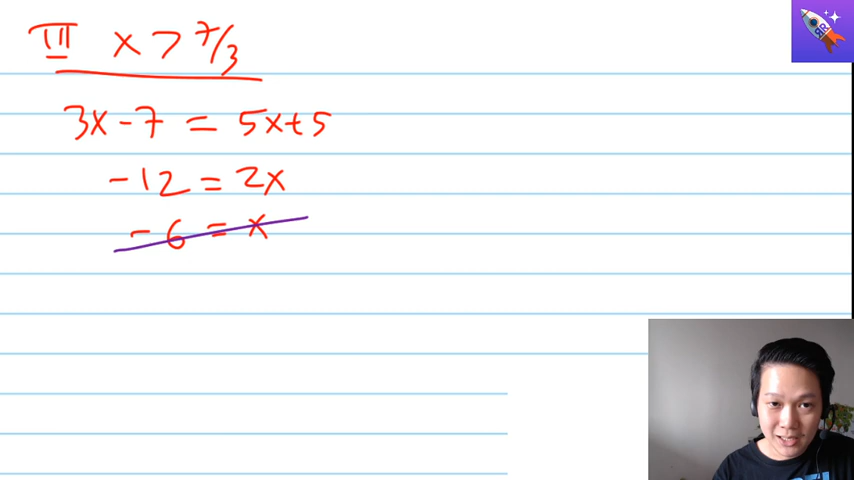 III x > 7/3
3x - 7 = 5x + 5
-12 = 2x
-6 = x